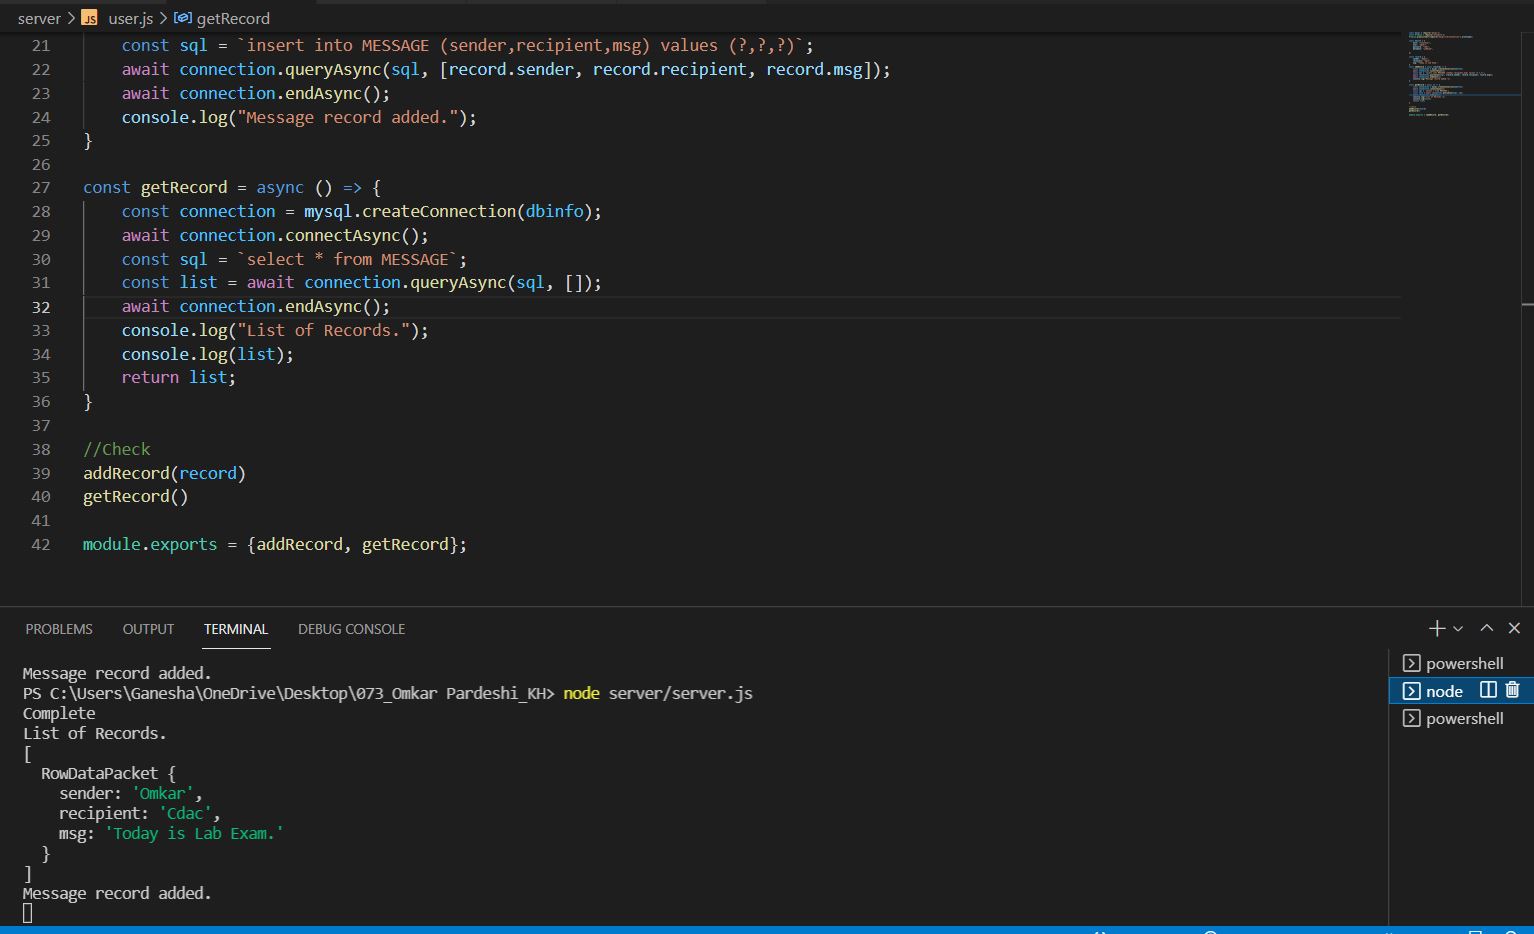 server > JS user.js > getRecord
21 const sql = `insert into MESSAGE (sender,recipient,msg) values (?,?,?)`;
22 await connection.queryAsync(sql, [record.sender, record.recipient, record.msg]);
23 await connection.endAsync();
24 console.log("Message record added.");
25 }
26
27 const getRecord = async () => {
28 const connection = mysql.createConnection(dbinfo);
29 await connection.connectAsync();
30 const sql = `select * from MESSAGE`;
31 const list = await connection.queryAsync(sql, []);
32 await connection.endAsync();
33 console.log("List of Records.");
34 console.log(list);
35 return list;
36 }
37
38 //Check
39 addRecord(record)
40 getRecord()
41
42 module.exports = {addRecord, getRecord};
PROBLEMS OUTPUT TERMINAL DEBUG CONSOLE
Message record added.
PS C:\Users\Ganesha\OneDrive\Desktop\073_Omkar Pardeshi_KH> node server/server.js
Complete
List of Records.
[
RowDataPacket {
sender: 'Omkar',
recipient: 'Cdac',
msg: 'Today is Lab Exam.'
}
]
Message record added.
powershell
node
powershell